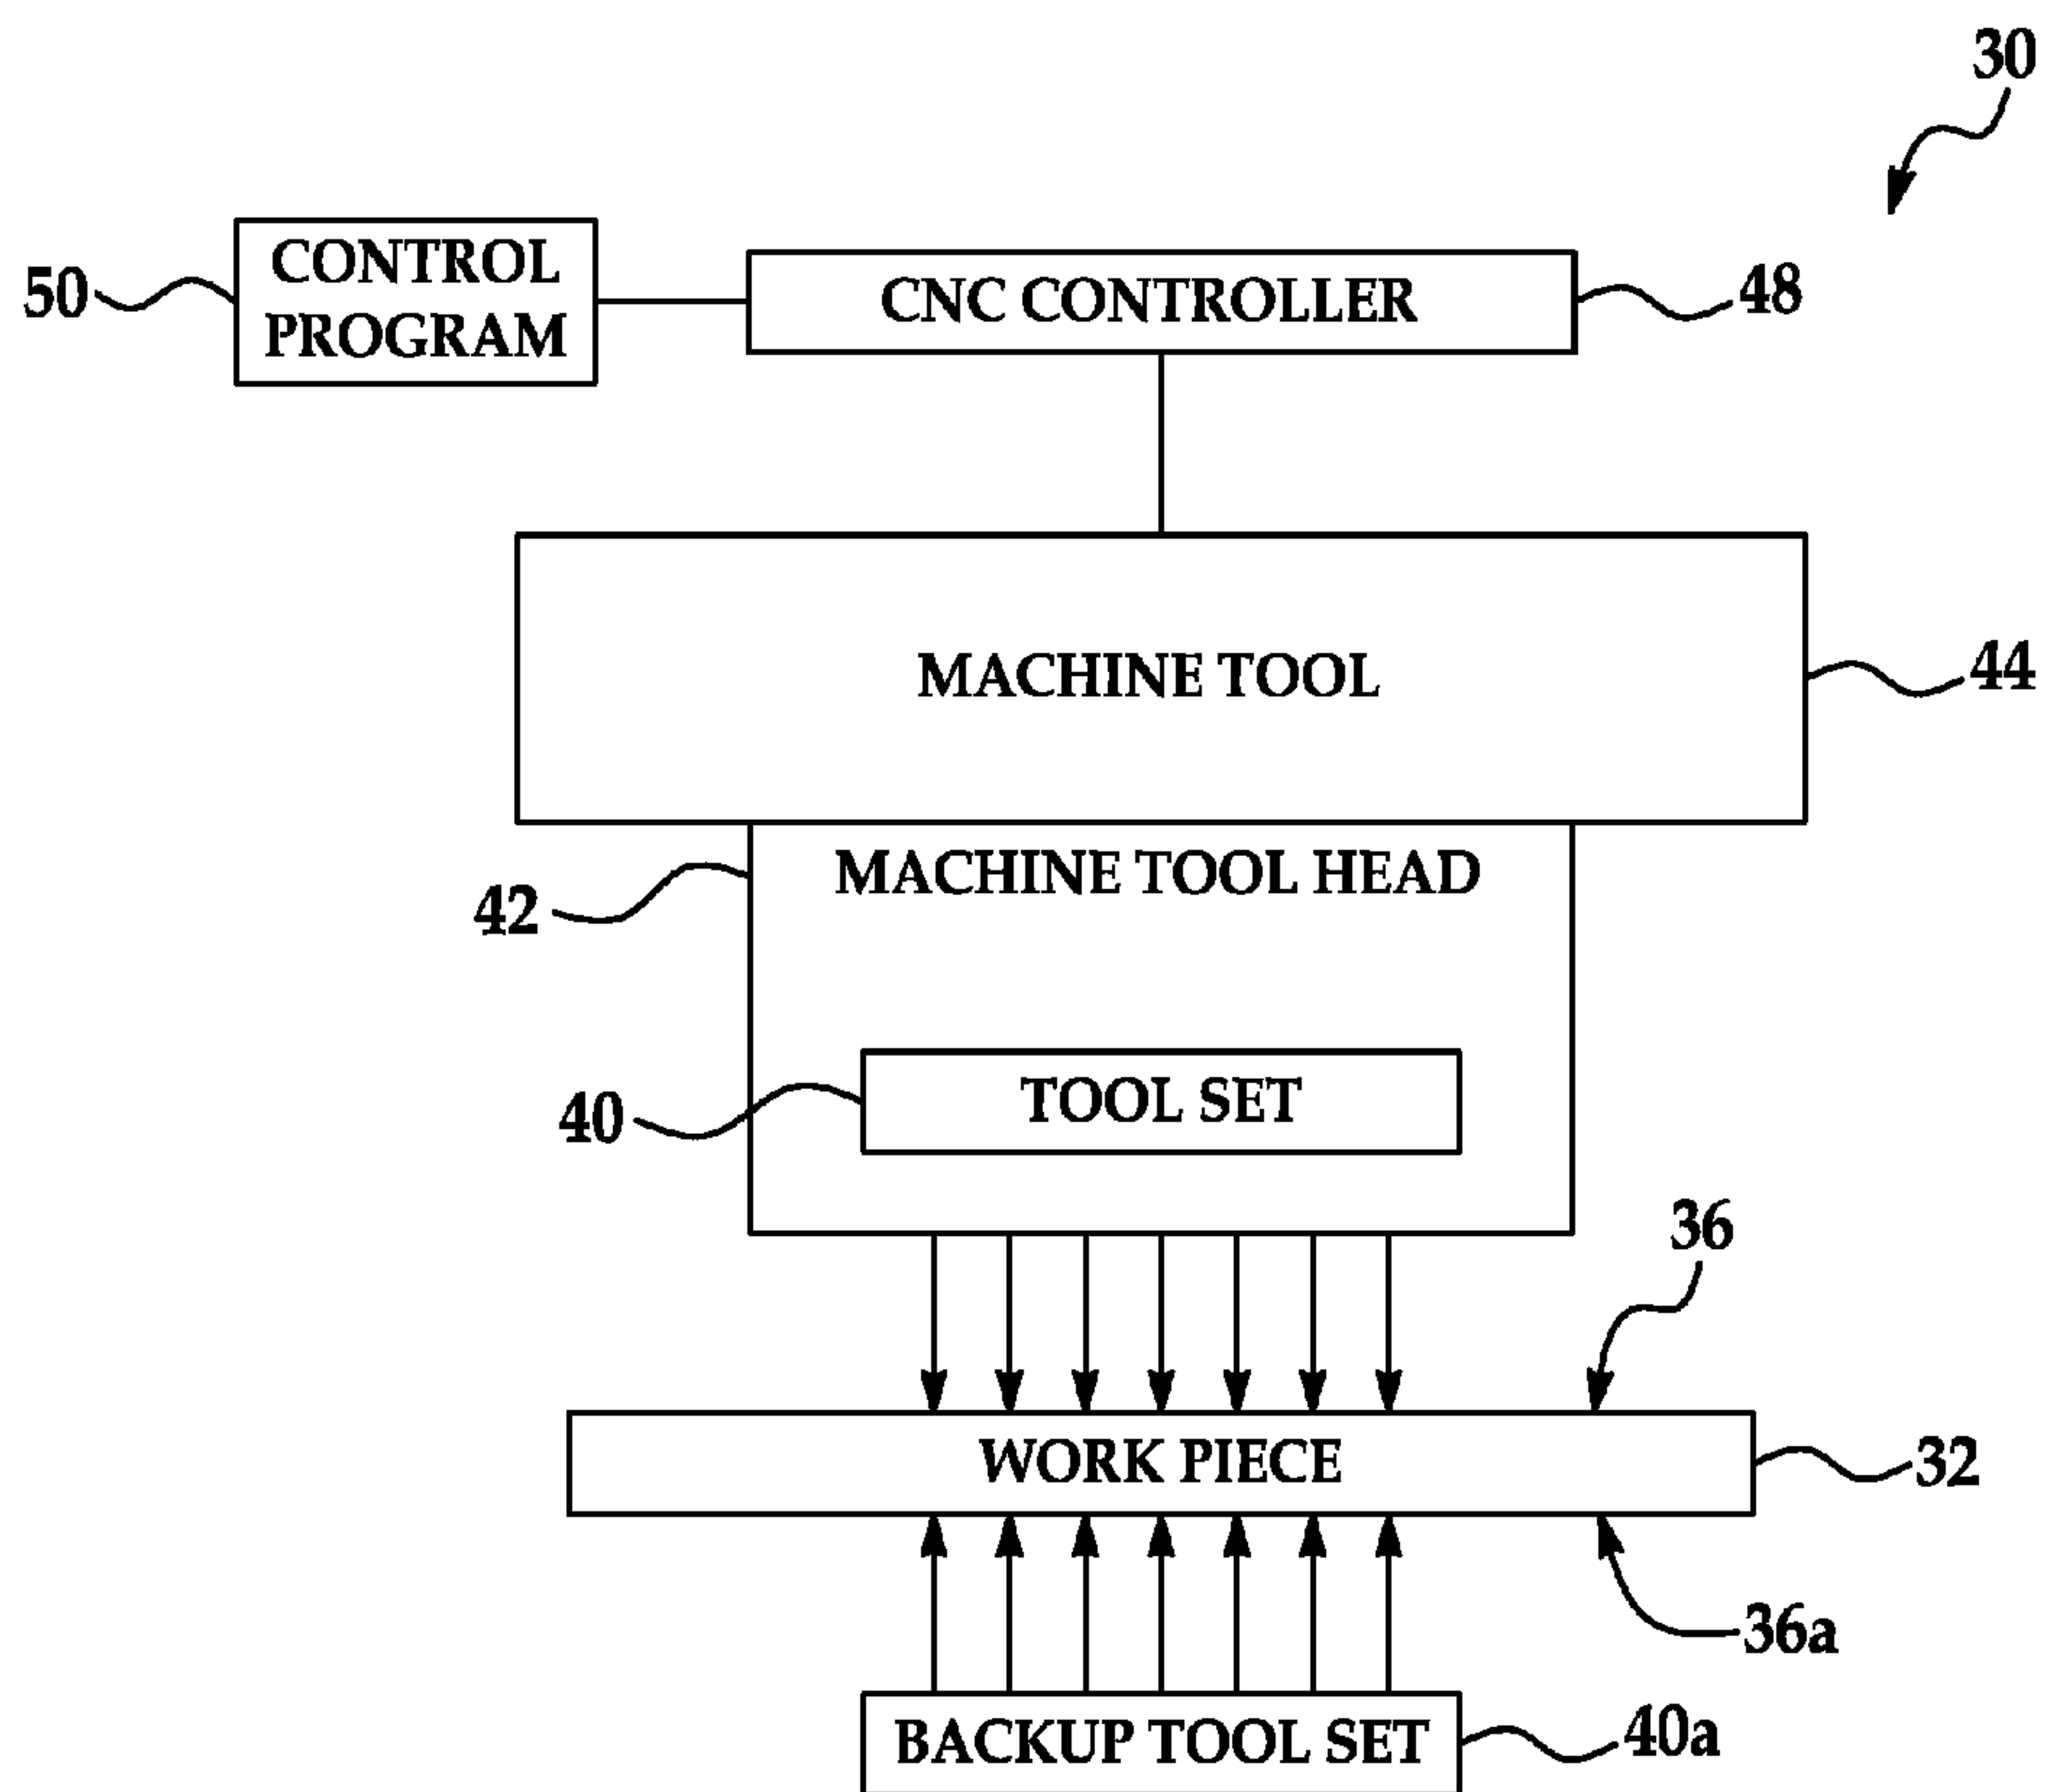 30
CONTROL
PROGRAM
50
CNC CONTROLLER
48
MACHINE TOOL
44
MACHINE TOOL HEAD
42
TOOL SET
40
36
WORK PIECE
32
36a
BACKUP TOOL SET
40a